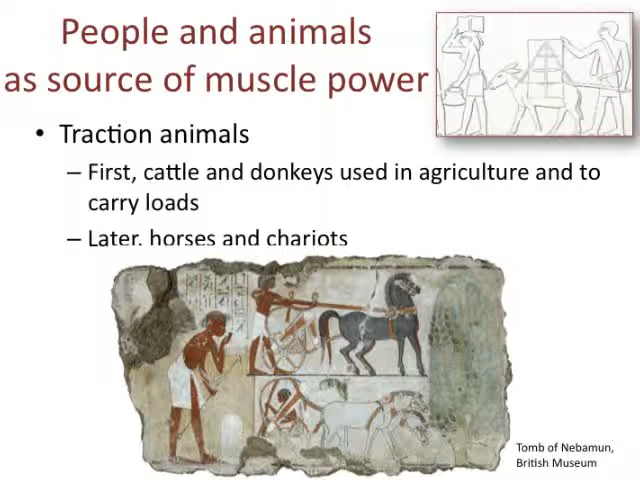 People and animals
as source of muscle power
• Traction animals
– First, cattle and donkeys used in agriculture and to
carry loads
– Later, horses and chariots
Tomb of Nebamun,
British Museum